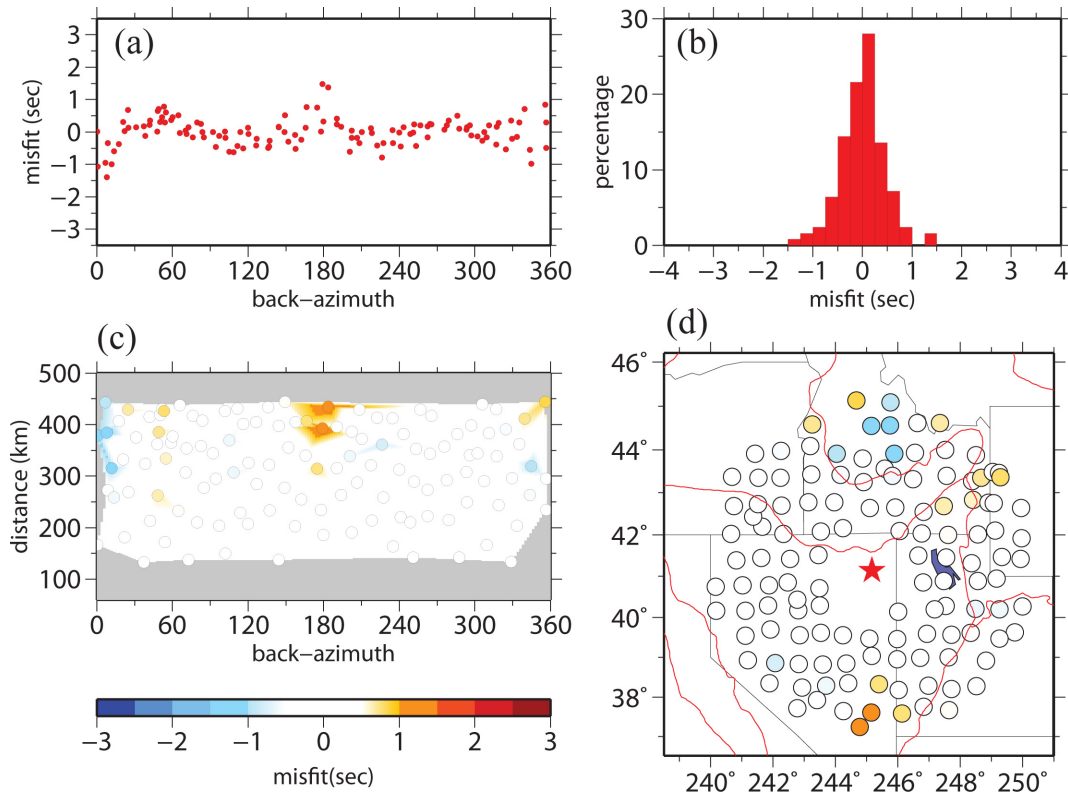 (a)
3
2
1
0
−1
−2
−3
misfit (sec)
0 60 120 180 240 300 360
back−azimuth
(b)
30
20
10
0
percentage
−4 −3 −2 −1 0 1 2 3 4
misfit (sec)
(c)
500
400
300
200
100
distance (km)
0 60 120 180 240 300 360
back−azimuth
−3 −2 −1 0 1 2 3
misfit(sec)
(d)
46˚
44˚
42˚
40˚
38˚
240˚ 242˚ 244˚ 246˚ 248˚ 250˚